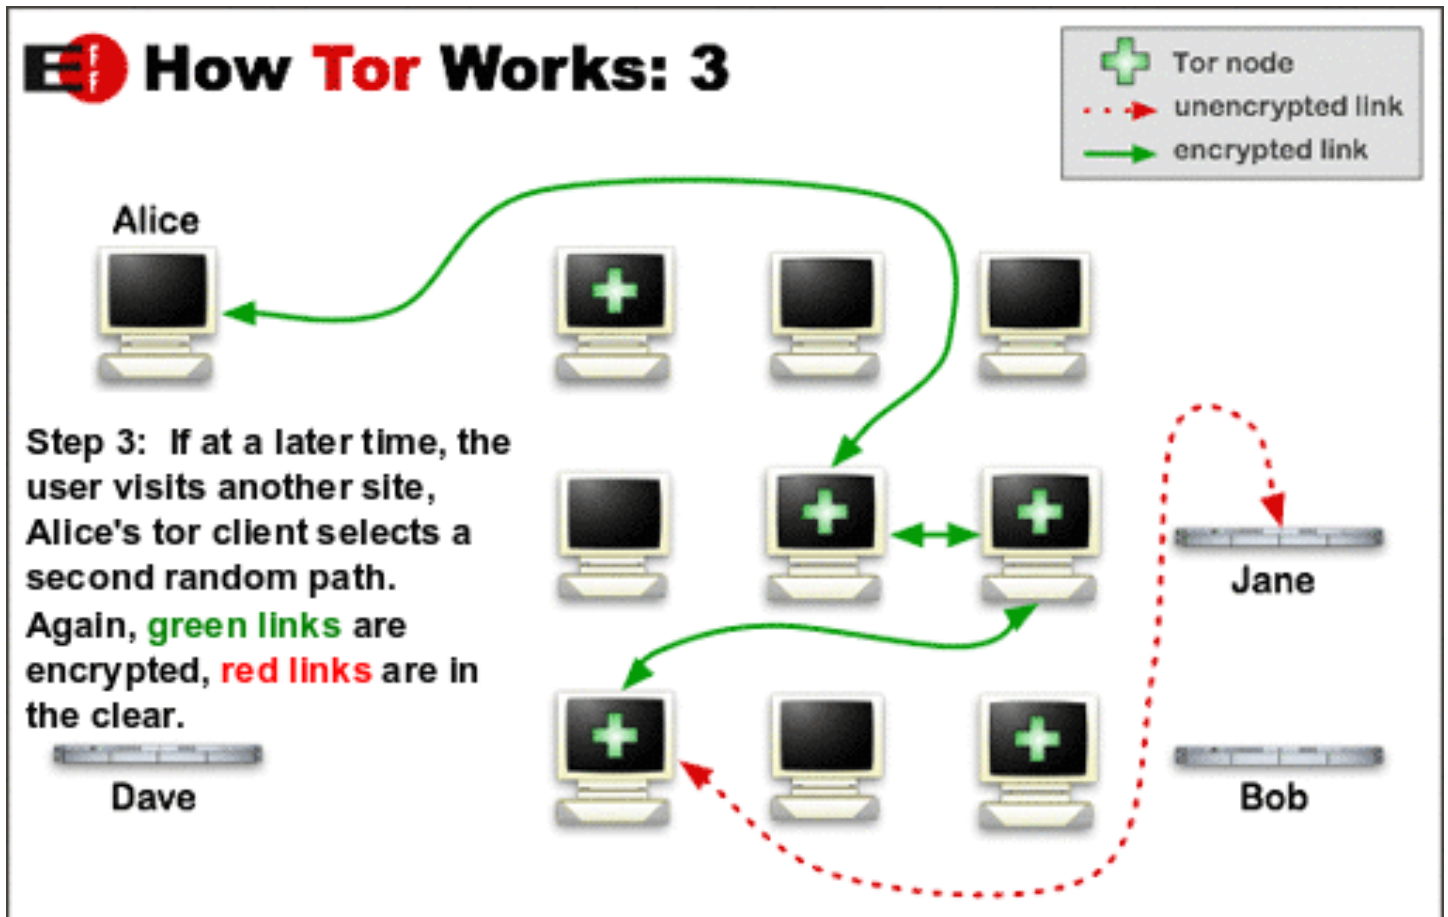 EFF How Tor Works: 3
Tor node
unencrypted link
encrypted link
Alice
Step 3: If at a later time, the
user visits another site,
Alice's tor client selects a
second random path.
Again, green links are
encrypted, red links are in
the clear.
Jane
Dave
Bob